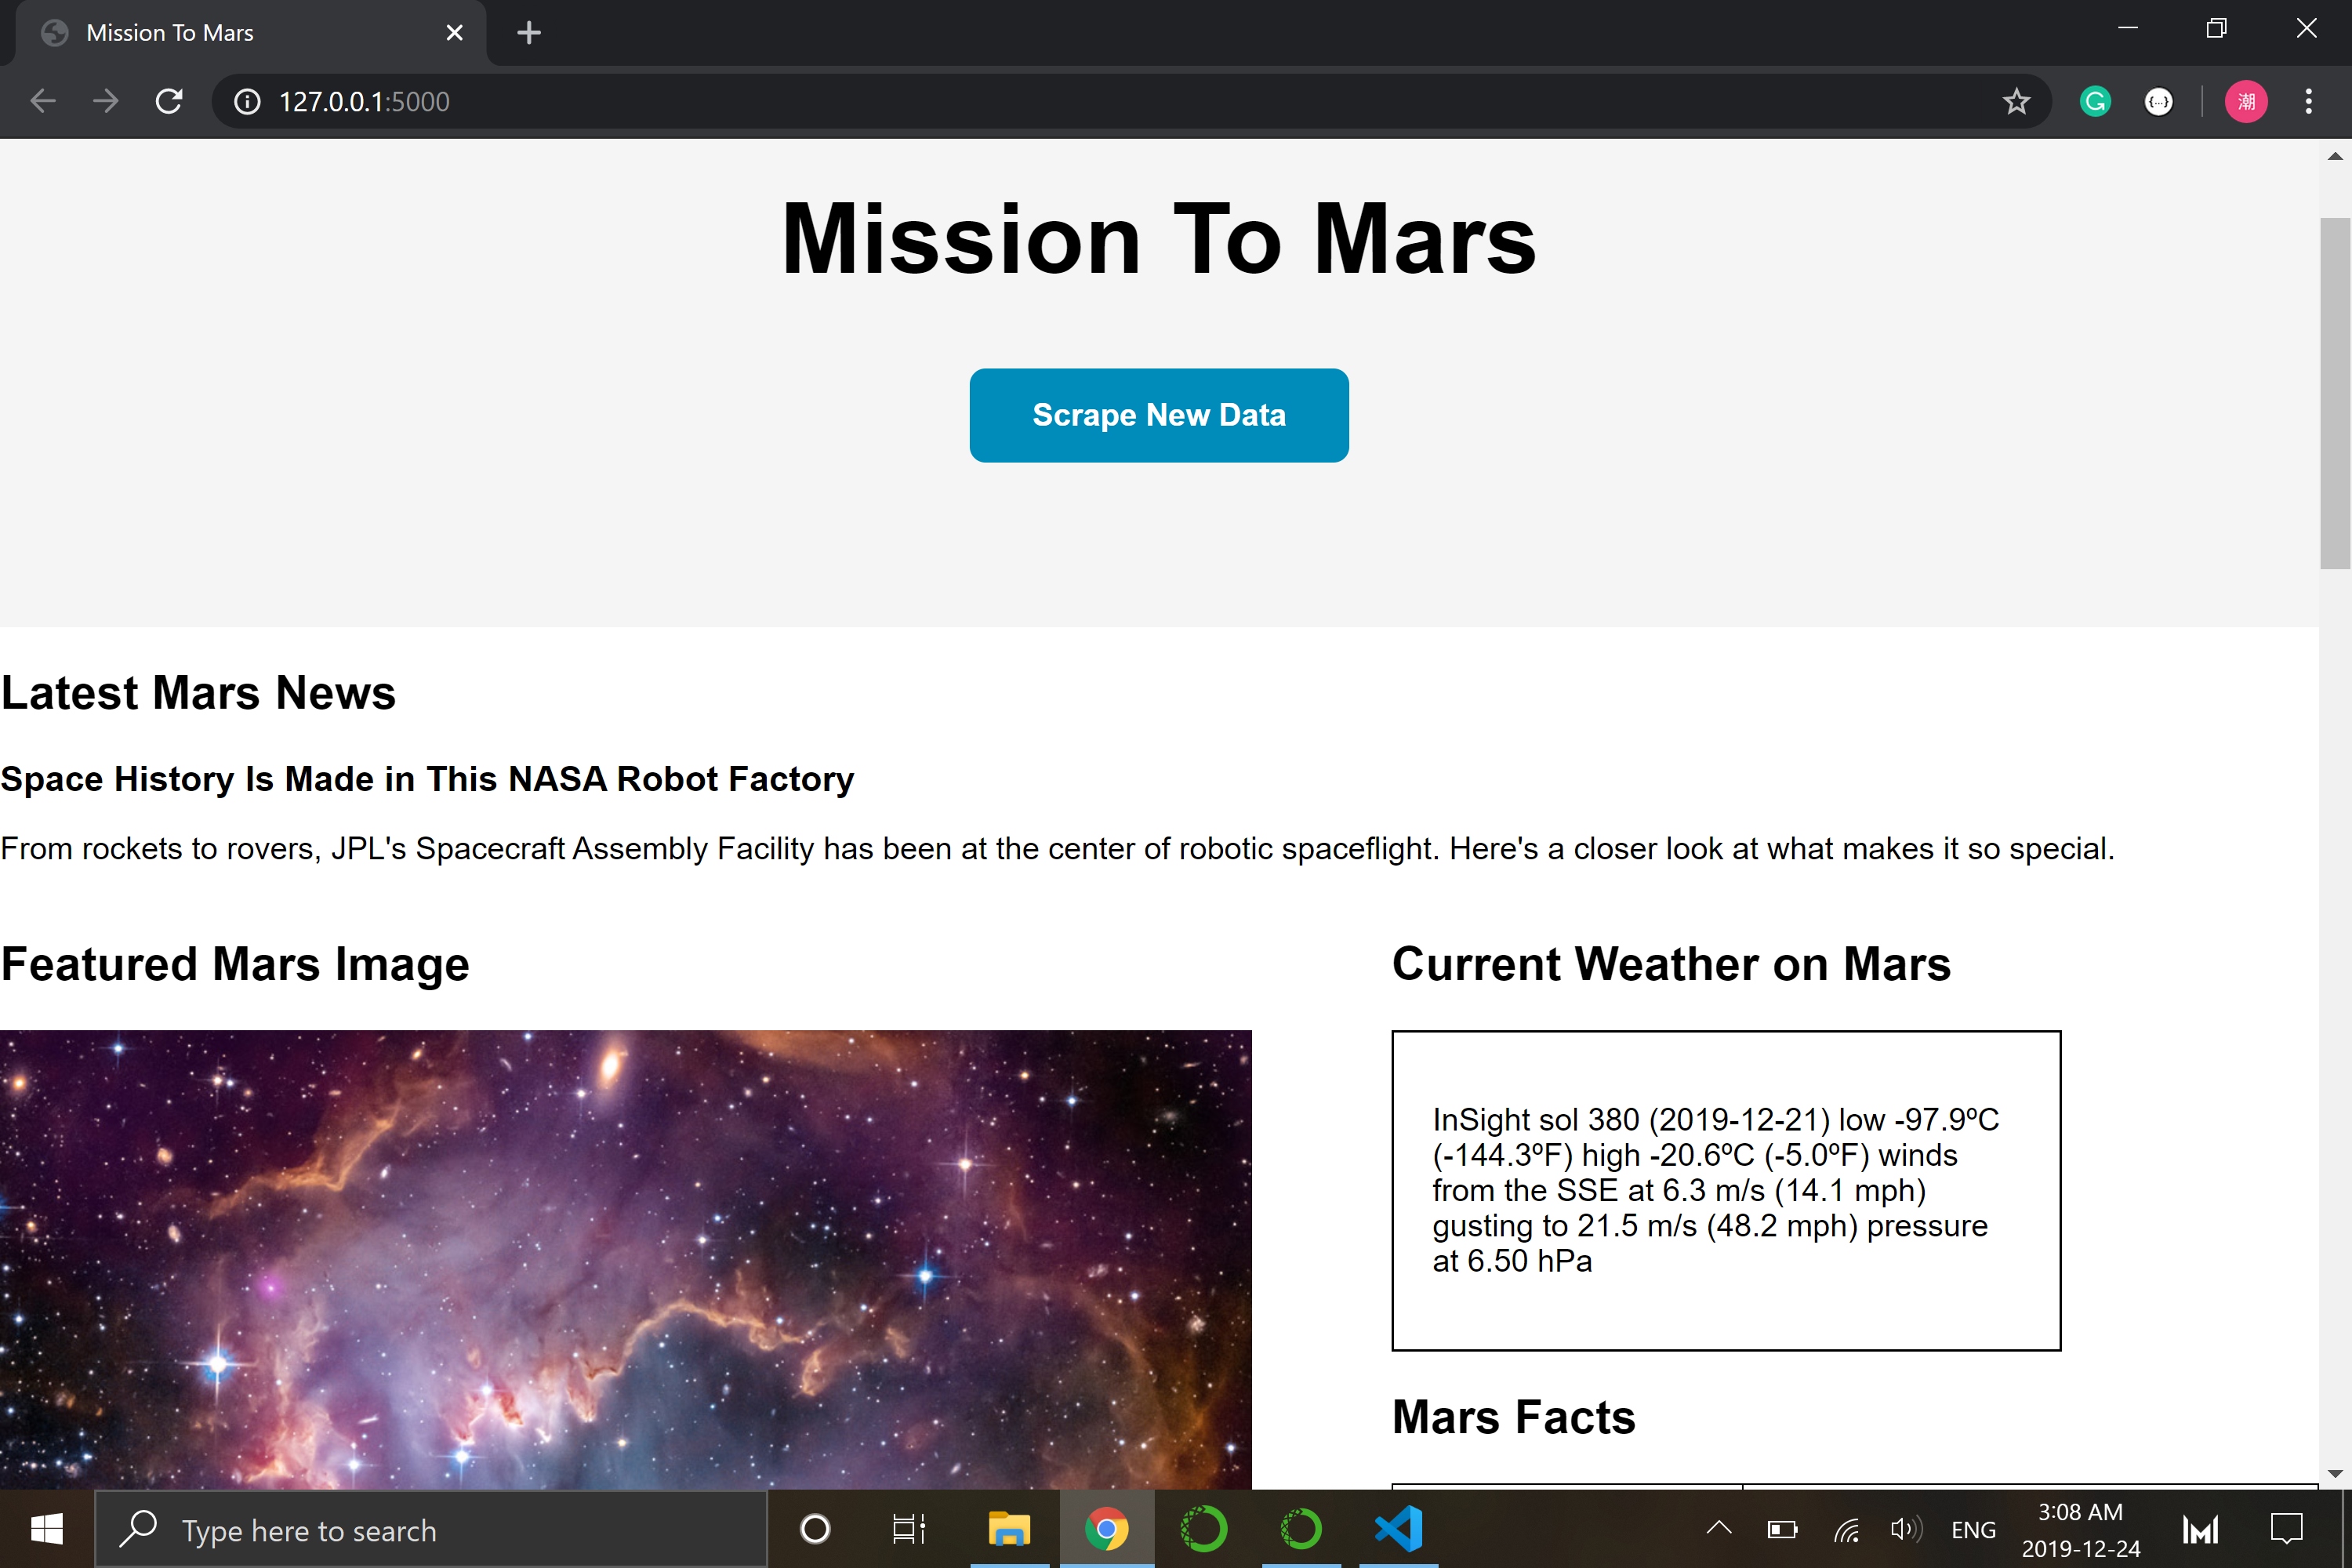 Mission To Mars
127.0.0.1:5000
潮
Mission To Mars
Scrape New Data
Latest Mars News
Space History Is Made in This NASA Robot Factory
From rockets to rovers, JPL's Spacecraft Assembly Facility has been at the center of robotic spaceflight. Here's a closer look at what makes it so special.
Featured Mars Image
Current Weather on Mars
InSight sol 380 (2019-12-21) low -97.9ºC
(-144.3ºF) high -20.6ºC (-5.0ºF) winds
from the SSE at 6.3 m/s (14.1 mph)
gusting to 21.5 m/s (48.2 mph) pressure
at 6.50 hPa
Mars Facts
Type here to search
ENG
3:08 AM
2019-12-24